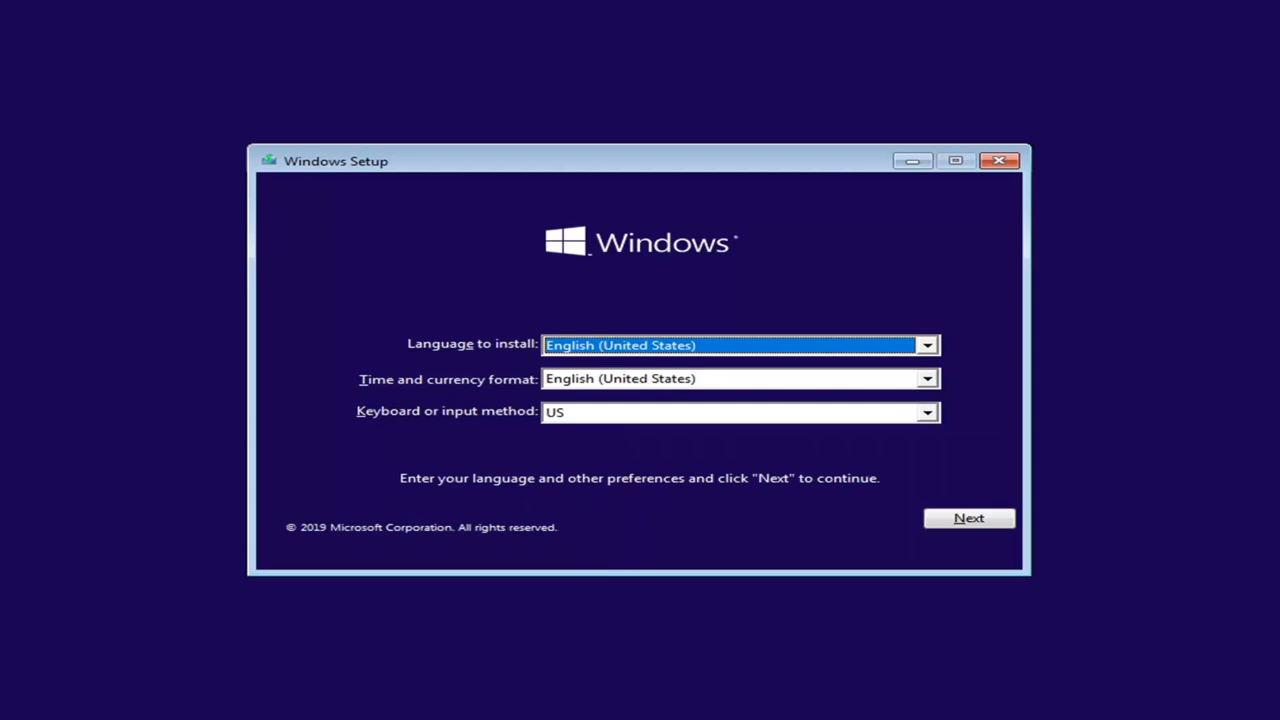 Windows Setup
Windows
Language to install: English (United States)
Time and currency format: English (United States)
Keyboard or input method: US
Enter your language and other preferences and click "Next" to continue.
© 2019 Microsoft Corporation. All rights reserved.
Next